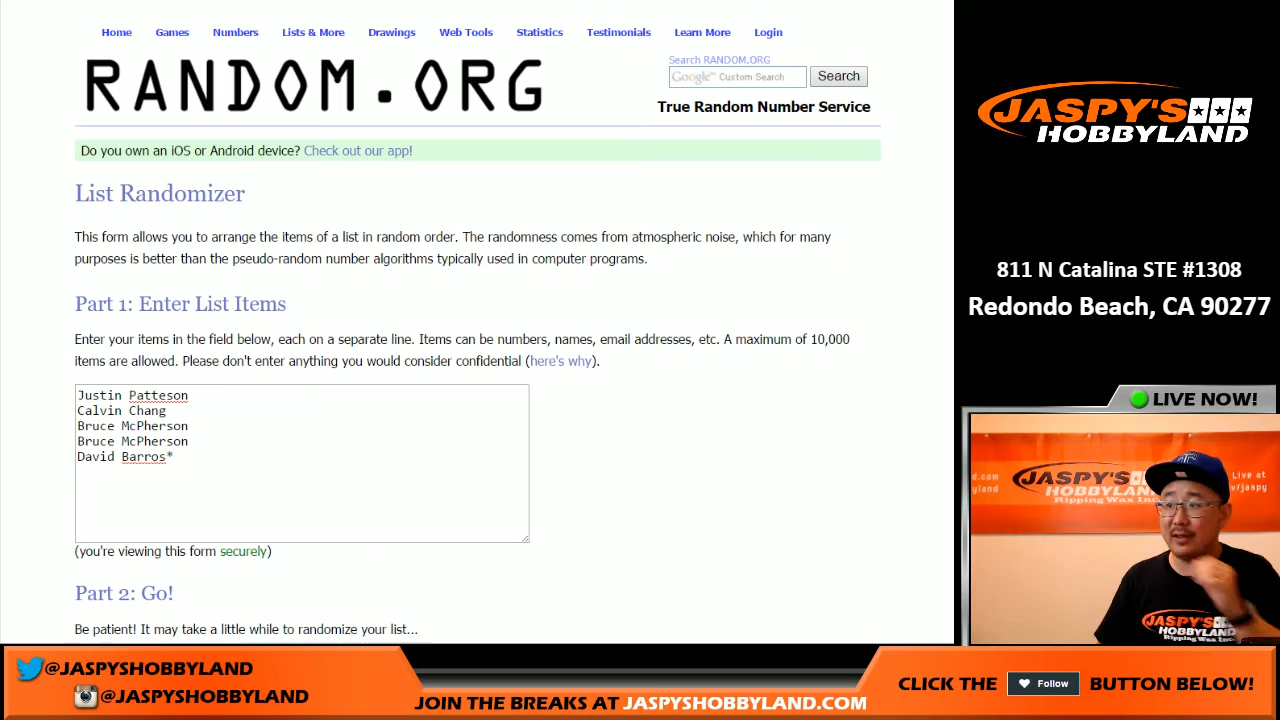 Home Games Numbers Lists & More Drawings Web Tools Statistics Testimonials Learn More Login
RANDOM.ORG
Search RANDOM.ORG
Google™ Custom Search Search
True Random Number Service
Do you own an iOS or Android device? Check out our app!
List Randomizer
This form allows you to arrange the items of a list in random order. The randomness comes from atmospheric noise, which for many
purposes is better than the pseudo-random number algorithms typically used in computer programs.
Part 1: Enter List Items
Enter your items in the field below, each on a separate line. Items can be numbers, names, email addresses, etc. A maximum of 10,000
items are allowed. Please don't enter anything you would consider confidential (here's why).
Justin Patteson
Calvin Chang
Bruce McPherson
Bruce McPherson
David Barros*
(you're viewing this form securely)
Part 2: Go!
Be patient! It may take a little while to randomize your list...
JASPY'S
HOBBYLAND
811 N Catalina STE #1308
Redondo Beach, CA 90277
LIVE NOW!
JASPY'S
HOBBYLAND
Ripping Wax Inc.
Live at
v/jaspy
d.com
yland
JASPY'S
HOBBYLAND
Ripping Wax Inc.
@JASPYSHOBBYLAND
@JASPYSHOBBYLAND
JOIN THE BREAKS AT JASPYSHOBBYLAND.COM
CLICK THE Follow BUTTON BELOW!